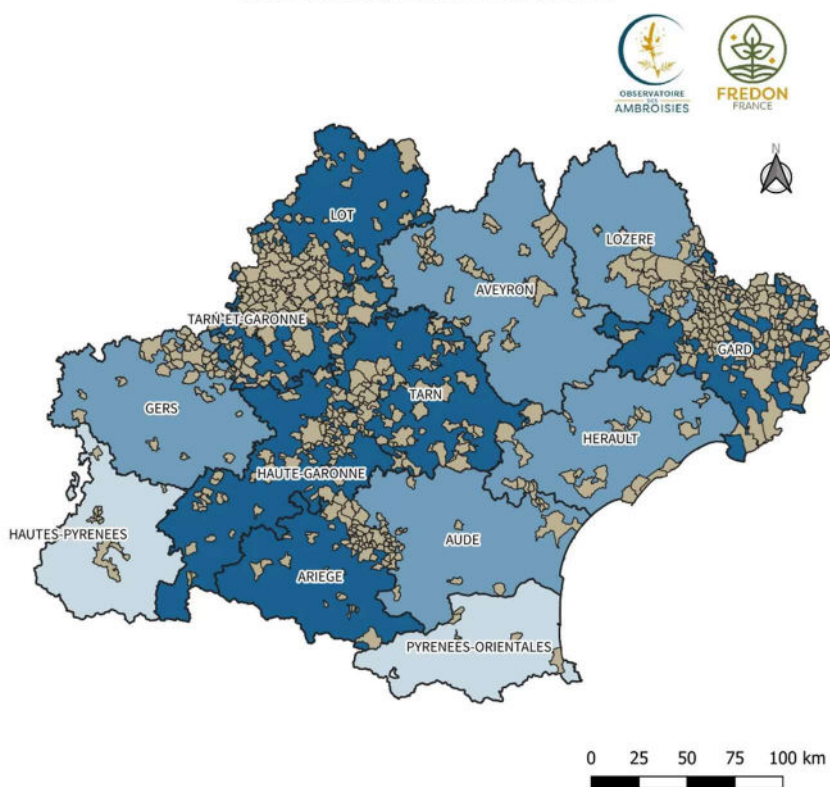 OBSERVATOIRE
DES
AMBROISIES
FREDON
FRANCE
N
LOT
LOZERE
AVEYRON
TARN-ET-GARONNE
GARD
TARN
GERS
HERAULT
HAUTE-GARONNE
HAUTES-PYRENEES
AUDE
ARIEGE
PYRENEES-ORIENTALES
0 25 50 75 100 km